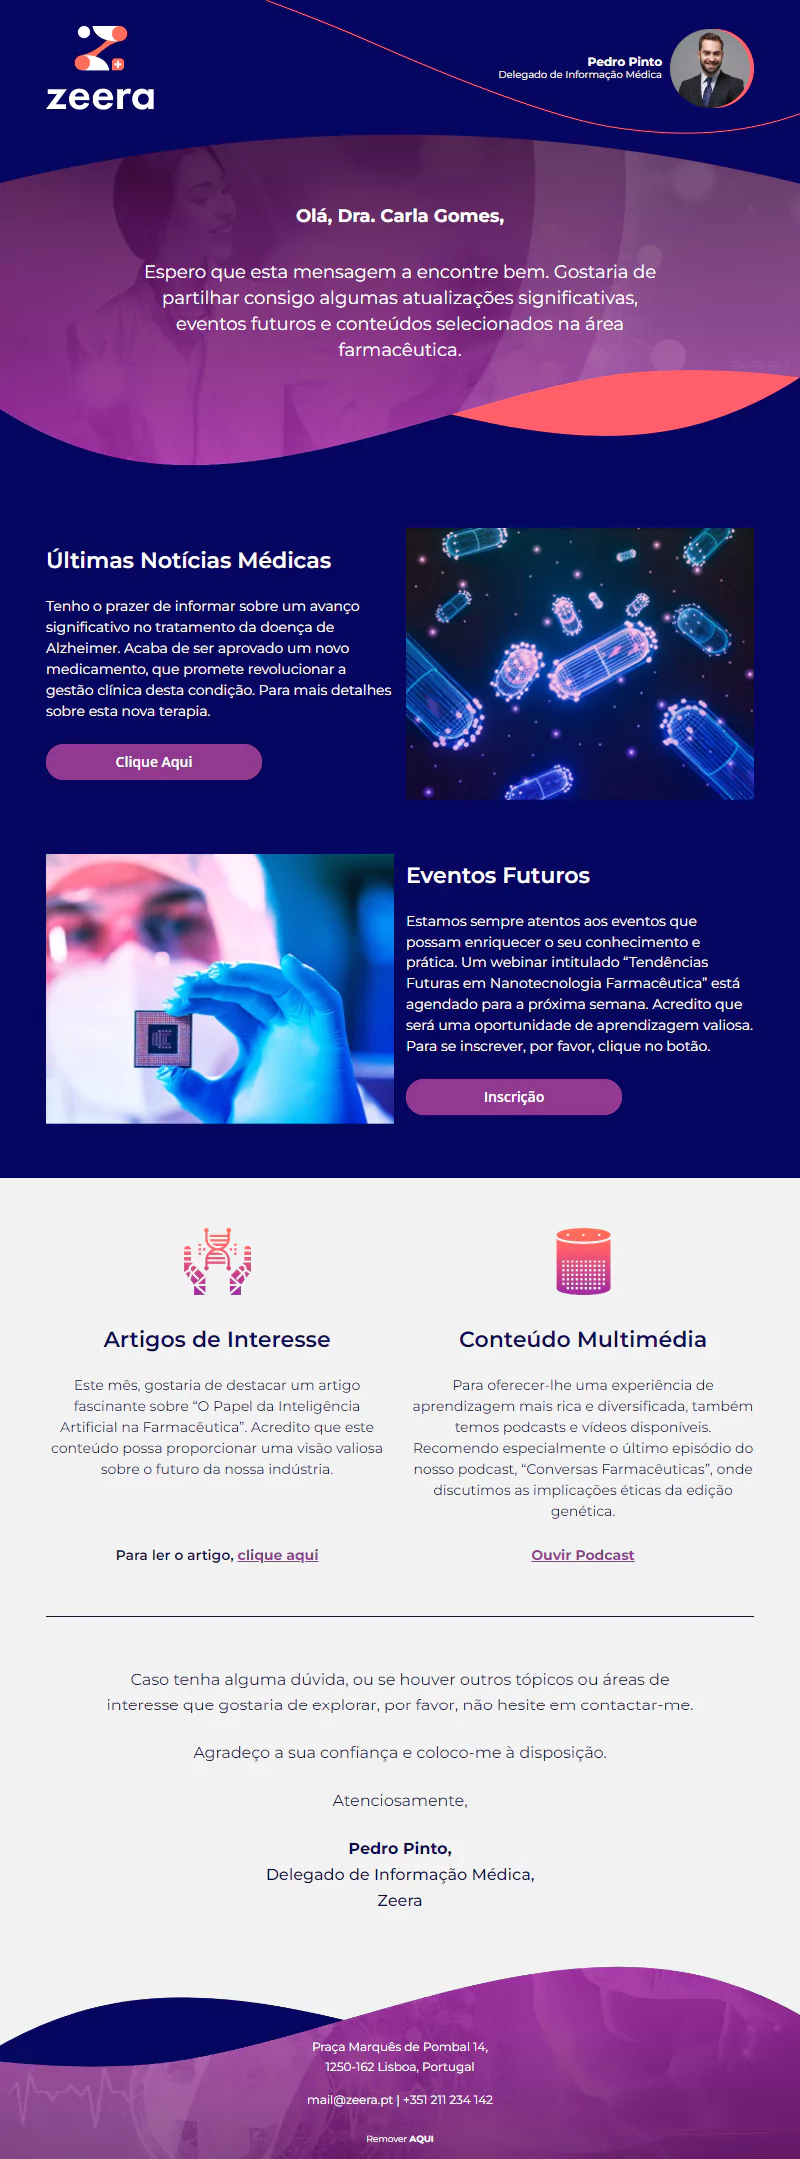 zeera
Pedro Pinto
Delegado de Informação Médica
Olá, Dra. Carla Gomes,
Espero que esta mensagem a encontre bem. Gostaria de
partilhar consigo algumas atualizações significativas,
eventos futuros e conteúdos selecionados na área
farmacêutica.
Últimas Notícias Médicas
Tenho o prazer de informar sobre um avanço
significativo no tratamento da doença de
Alzheimer. Acaba de ser aprovado um novo
medicamento, que promete revolucionar a
gestão clínica desta condição. Para mais detalhes
sobre esta nova terapia.
Clique Aqui
Eventos Futuros
Estamos sempre atentos aos eventos que
possam enriquecer o seu conhecimento e
prática. Um webinar intitulado “Tendências
Futuras em Nanotecnologia Farmacêutica” está
agendado para a próxima semana. Acredito que
será uma oportunidade de aprendizagem valiosa.
Para se inscrever, por favor, clique no botão.
Inscrição
Artigos de Interesse
Este mês, gostaria de destacar um artigo
fascinante sobre “O Papel da Inteligência
Artificial na Farmacêutica”. Acredito que este
conteúdo possa proporcionar uma visão valiosa
sobre o futuro da nossa indústria.
Para ler o artigo, clique aqui
Conteúdo Multimédia
Para oferecer-lhe uma experiência de
aprendizagem mais rica e diversificada, também
temos podcasts e vídeos disponíveis.
Recomendo especialmente o último episódio do
nosso podcast, “Conversas Farmacêuticas”, onde
discutimos as implicações éticas da edição
genética.
Ouvir Podcast
Caso tenha alguma dúvida, ou se houver outros tópicos ou áreas de
interesse que gostaria de explorar, por favor, não hesite em contactar-me.
Agradeço a sua confiança e coloco-me à disposição.
Atenciosamente,
Pedro Pinto,
Delegado de Informação Médica,
Zeera
Praça Marquês de Pombal 14,
1250-162 Lisboa, Portugal
mail@zeera.pt | +351 211 234 142
Remover AQUI